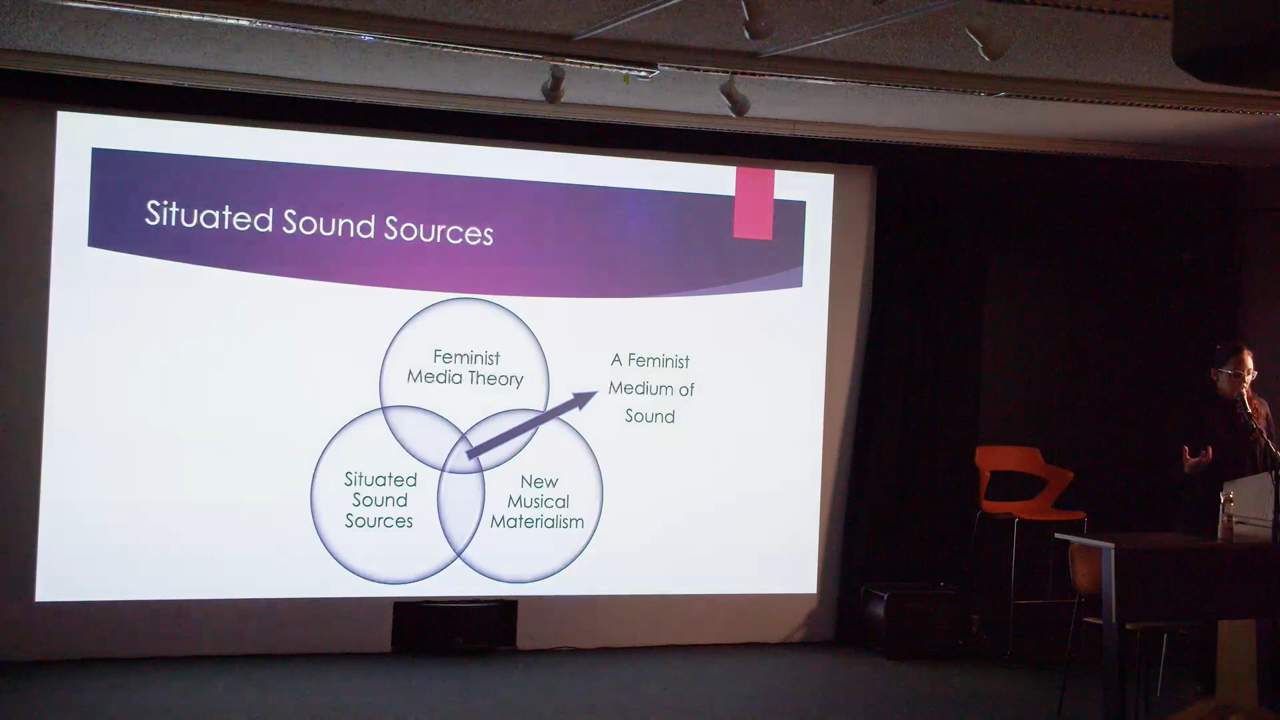 Situated Sound Sources
Feminist
Media Theory
A Feminist
Medium of
Sound
Situated
Sound
Sources
New
Musical
Materialism